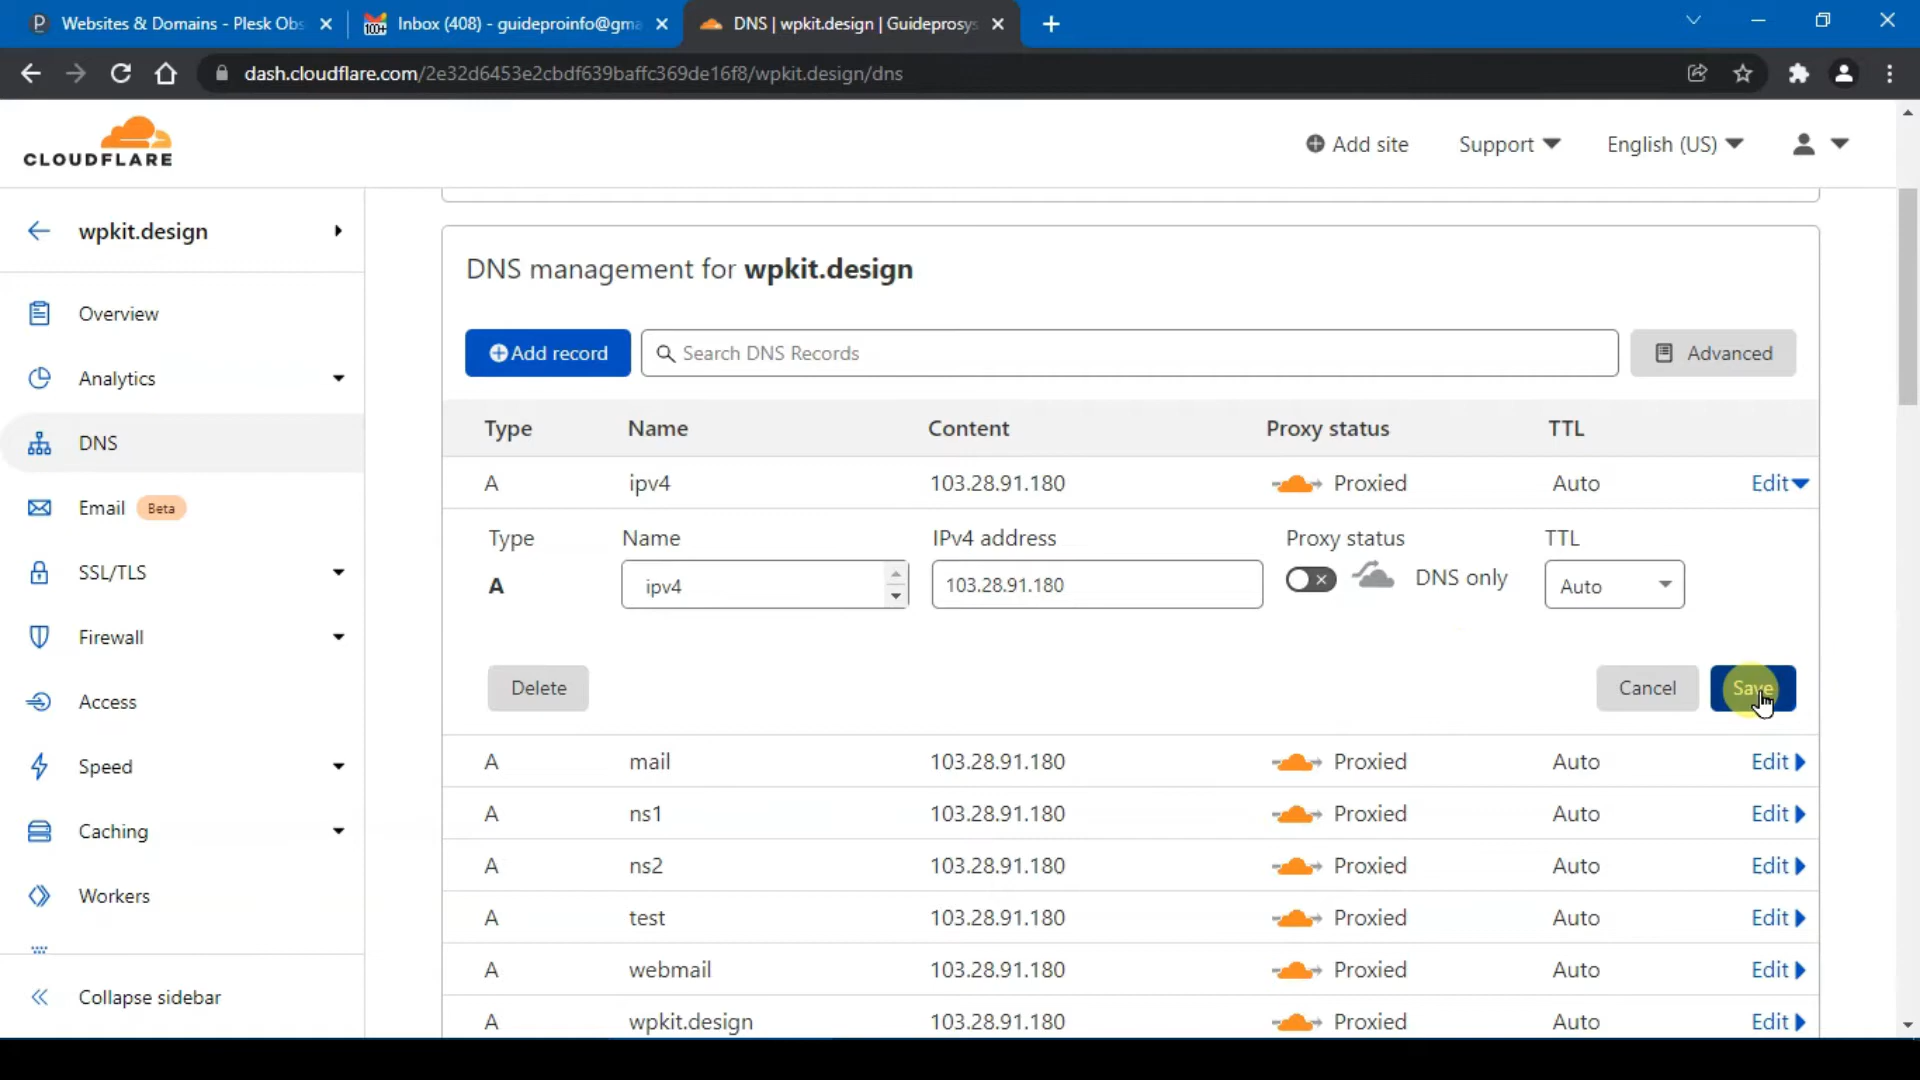 Websites & Domains - Plesk Obs
Inbox (408) - guideproinfo@gma
DNS | wpkit.design | Guideprosys
100+
dash.cloudflare.com/2e32d6453e2cbdf639baffc369de16f8/wpkit.design/dns
CLOUDFLARE
Add site
Support
English (US)
wpkit.design
Overview
Analytics
DNS
Email Beta
SSL/TLS
Firewall
Access
Speed
Caching
Workers
Collapse sidebar
DNS management for wpkit.design
Add record
Search DNS Records
Advanced
Type Name Content Proxy status TTL
A ipv4 103.28.91.180 Proxied Auto Edit
Type Name IPv4 address Proxy status TTL
A ipv4 103.28.91.180 DNS only Auto
Delete Cancel Save
A mail 103.28.91.180 Proxied Auto Edit
A ns1 103.28.91.180 Proxied Auto Edit
A ns2 103.28.91.180 Proxied Auto Edit
A test 103.28.91.180 Proxied Auto Edit
A webmail 103.28.91.180 Proxied Auto Edit
A wpkit.design 103.28.91.180 Proxied Auto Edit